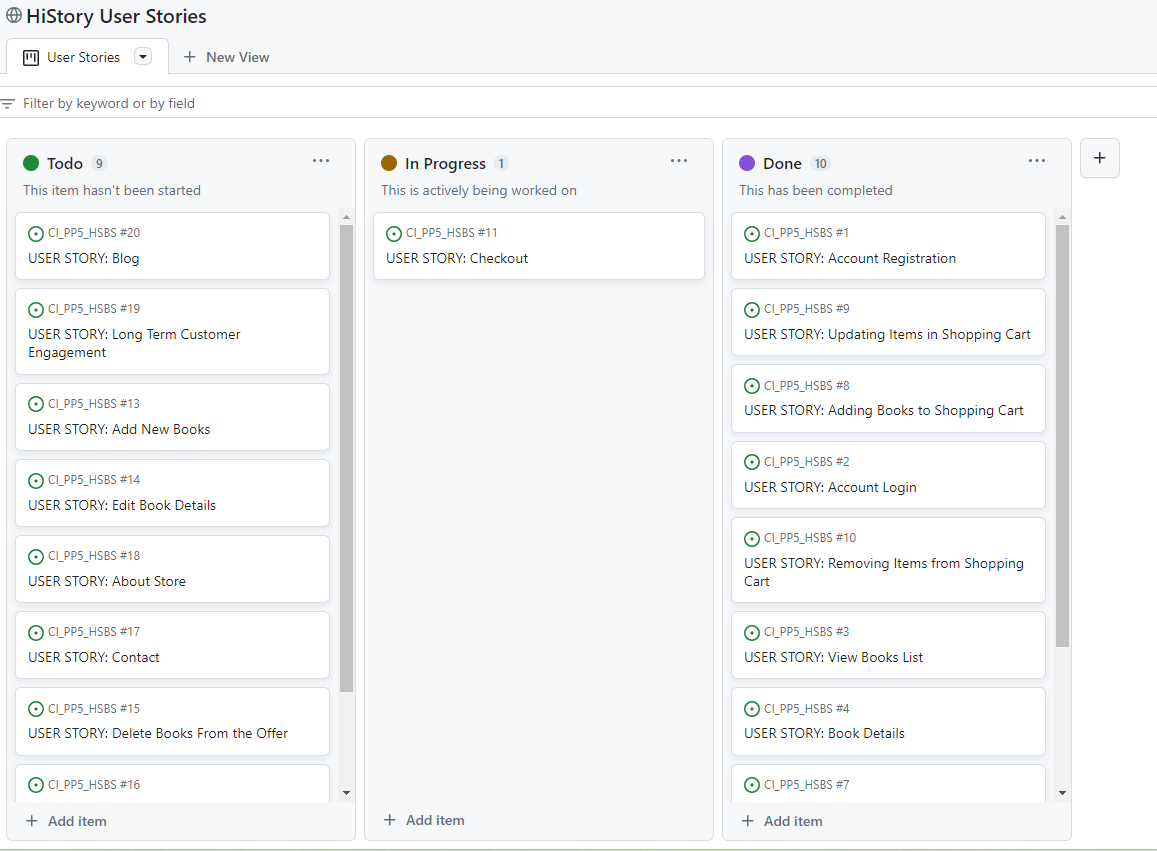 HiStory User Stories
User Stories
New View
Filter by keyword or by field
Todo 9
This item hasn't been started
CI_PP5_HSBS #20
USER STORY: Blog
CI_PP5_HSBS #19
USER STORY: Long Term Customer
Engagement
CI_PP5_HSBS #13
USER STORY: Add New Books
CI_PP5_HSBS #14
USER STORY: Edit Book Details
CI_PP5_HSBS #18
USER STORY: About Store
CI_PP5_HSBS #17
USER STORY: Contact
CI_PP5_HSBS #15
USER STORY: Delete Books From the Offer
CI_PP5_HSBS #16
Add item
In Progress 1
This is actively being worked on
CI_PP5_HSBS #11
USER STORY: Checkout
Add item
Done 10
This has been completed
CI_PP5_HSBS #1
USER STORY: Account Registration
CI_PP5_HSBS #9
USER STORY: Updating Items in Shopping Cart
CI_PP5_HSBS #8
USER STORY: Adding Books to Shopping Cart
CI_PP5_HSBS #2
USER STORY: Account Login
CI_PP5_HSBS #10
USER STORY: Removing Items from Shopping
Cart
CI_PP5_HSBS #3
USER STORY: View Books List
CI_PP5_HSBS #4
USER STORY: Book Details
CI_PP5_HSBS #7
Add item